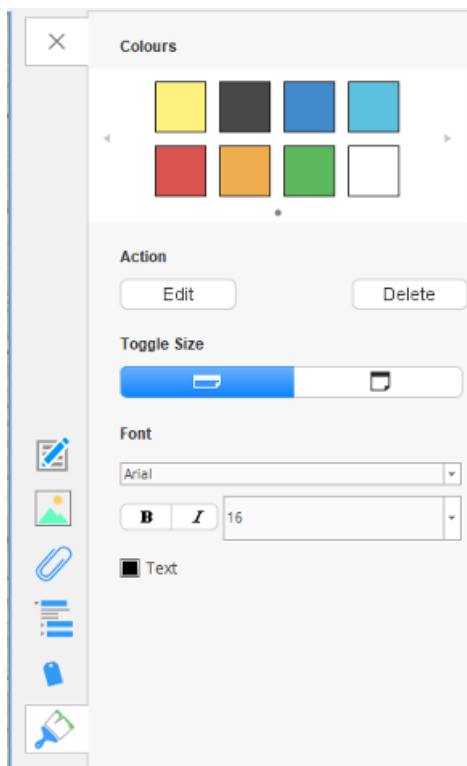 Colours
Action
Edit Delete
Toggle Size
Font
Arial
B I 16
Text